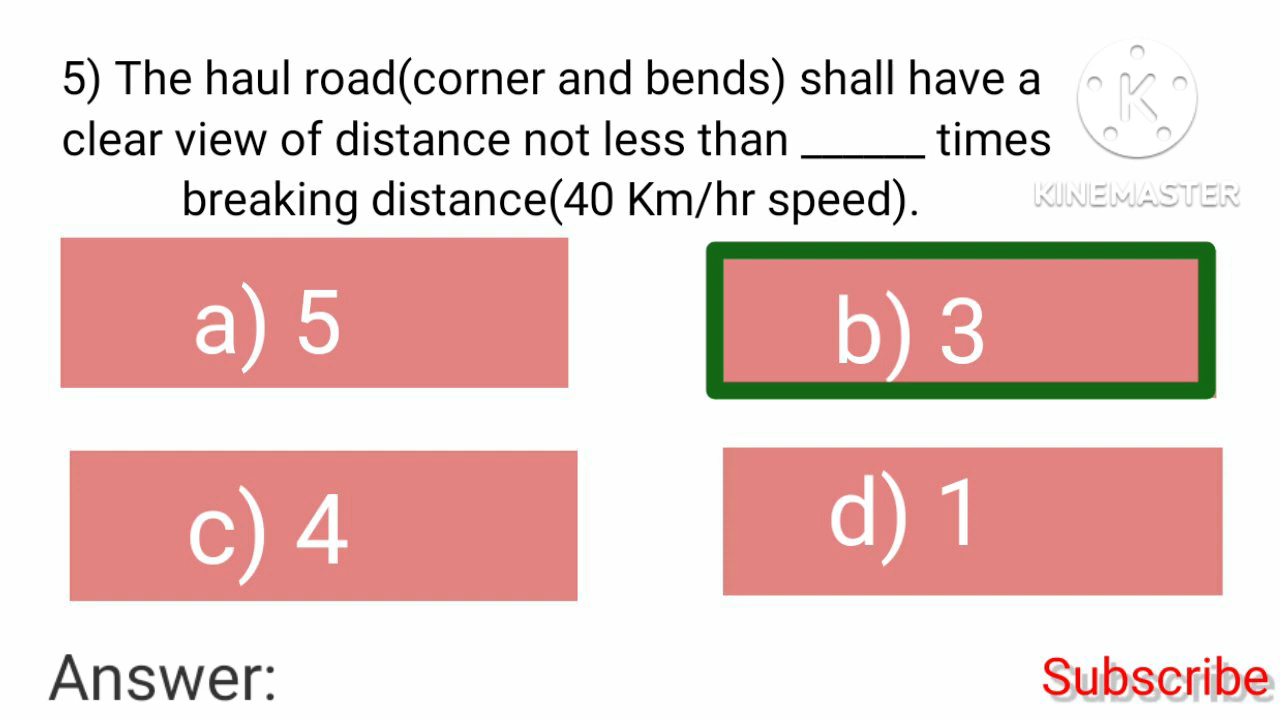 5) The haul road(corner and bends) shall have a
clear view of distance not less than ______ times
breaking distance(40 Km/hr speed).
K
KINEMASTER
a) 5
b) 3
c) 4
d) 1
Answer:
Subscribe